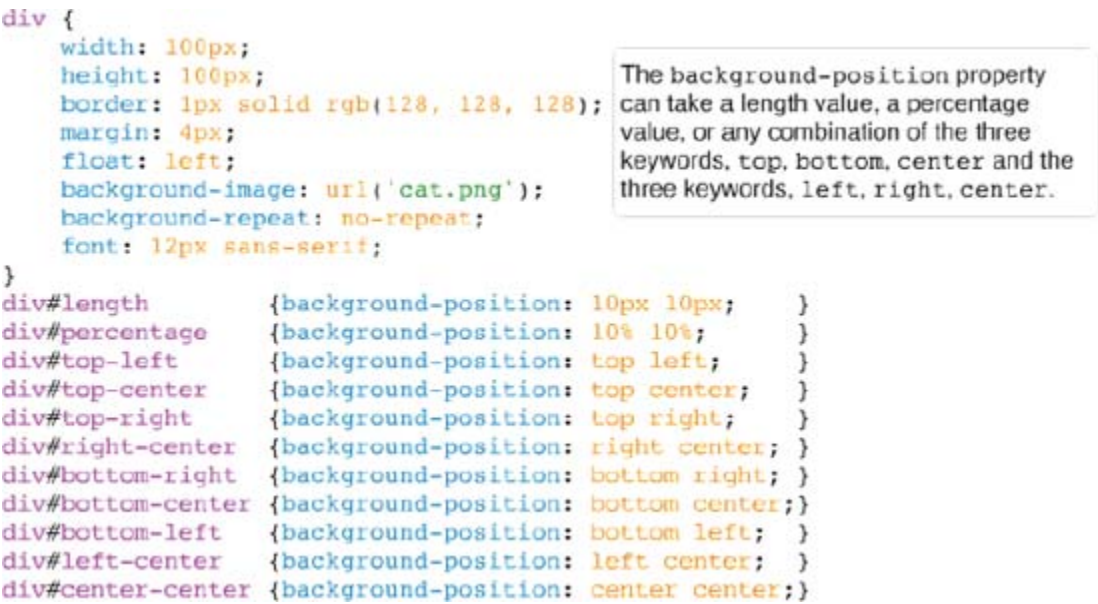 div {
    width: 100px;
    height: 100px;
    border: 1px solid rgb(128, 128, 128);
    margin: 4px;
    float: left;
    background-image: url('cat.png');
    background-repeat: no-repeat;
    font: 12px sans-serif;
}
The background-position property
can take a length value, a percentage
value, or any combination of the three
keywords, top, bottom, center and the
three keywords, left, right, center.
div#length        {background-position: 10px 10px;    }
div#percentage    {background-position: 10% 10%;      }
div#top-left      {background-position: top left;     }
div#top-center    {background-position: top center;   }
div#top-right     {background-position: top right;    }
div#right-center  {background-position: right center; }
div#bottom-right  {background-position: bottom right; }
div#bottom-center {background-position: bottom center;}
div#bottom-left   {background-position: bottom left;  }
div#left-center   {background-position: left center;  }
div#center-center {background-position: center center;}